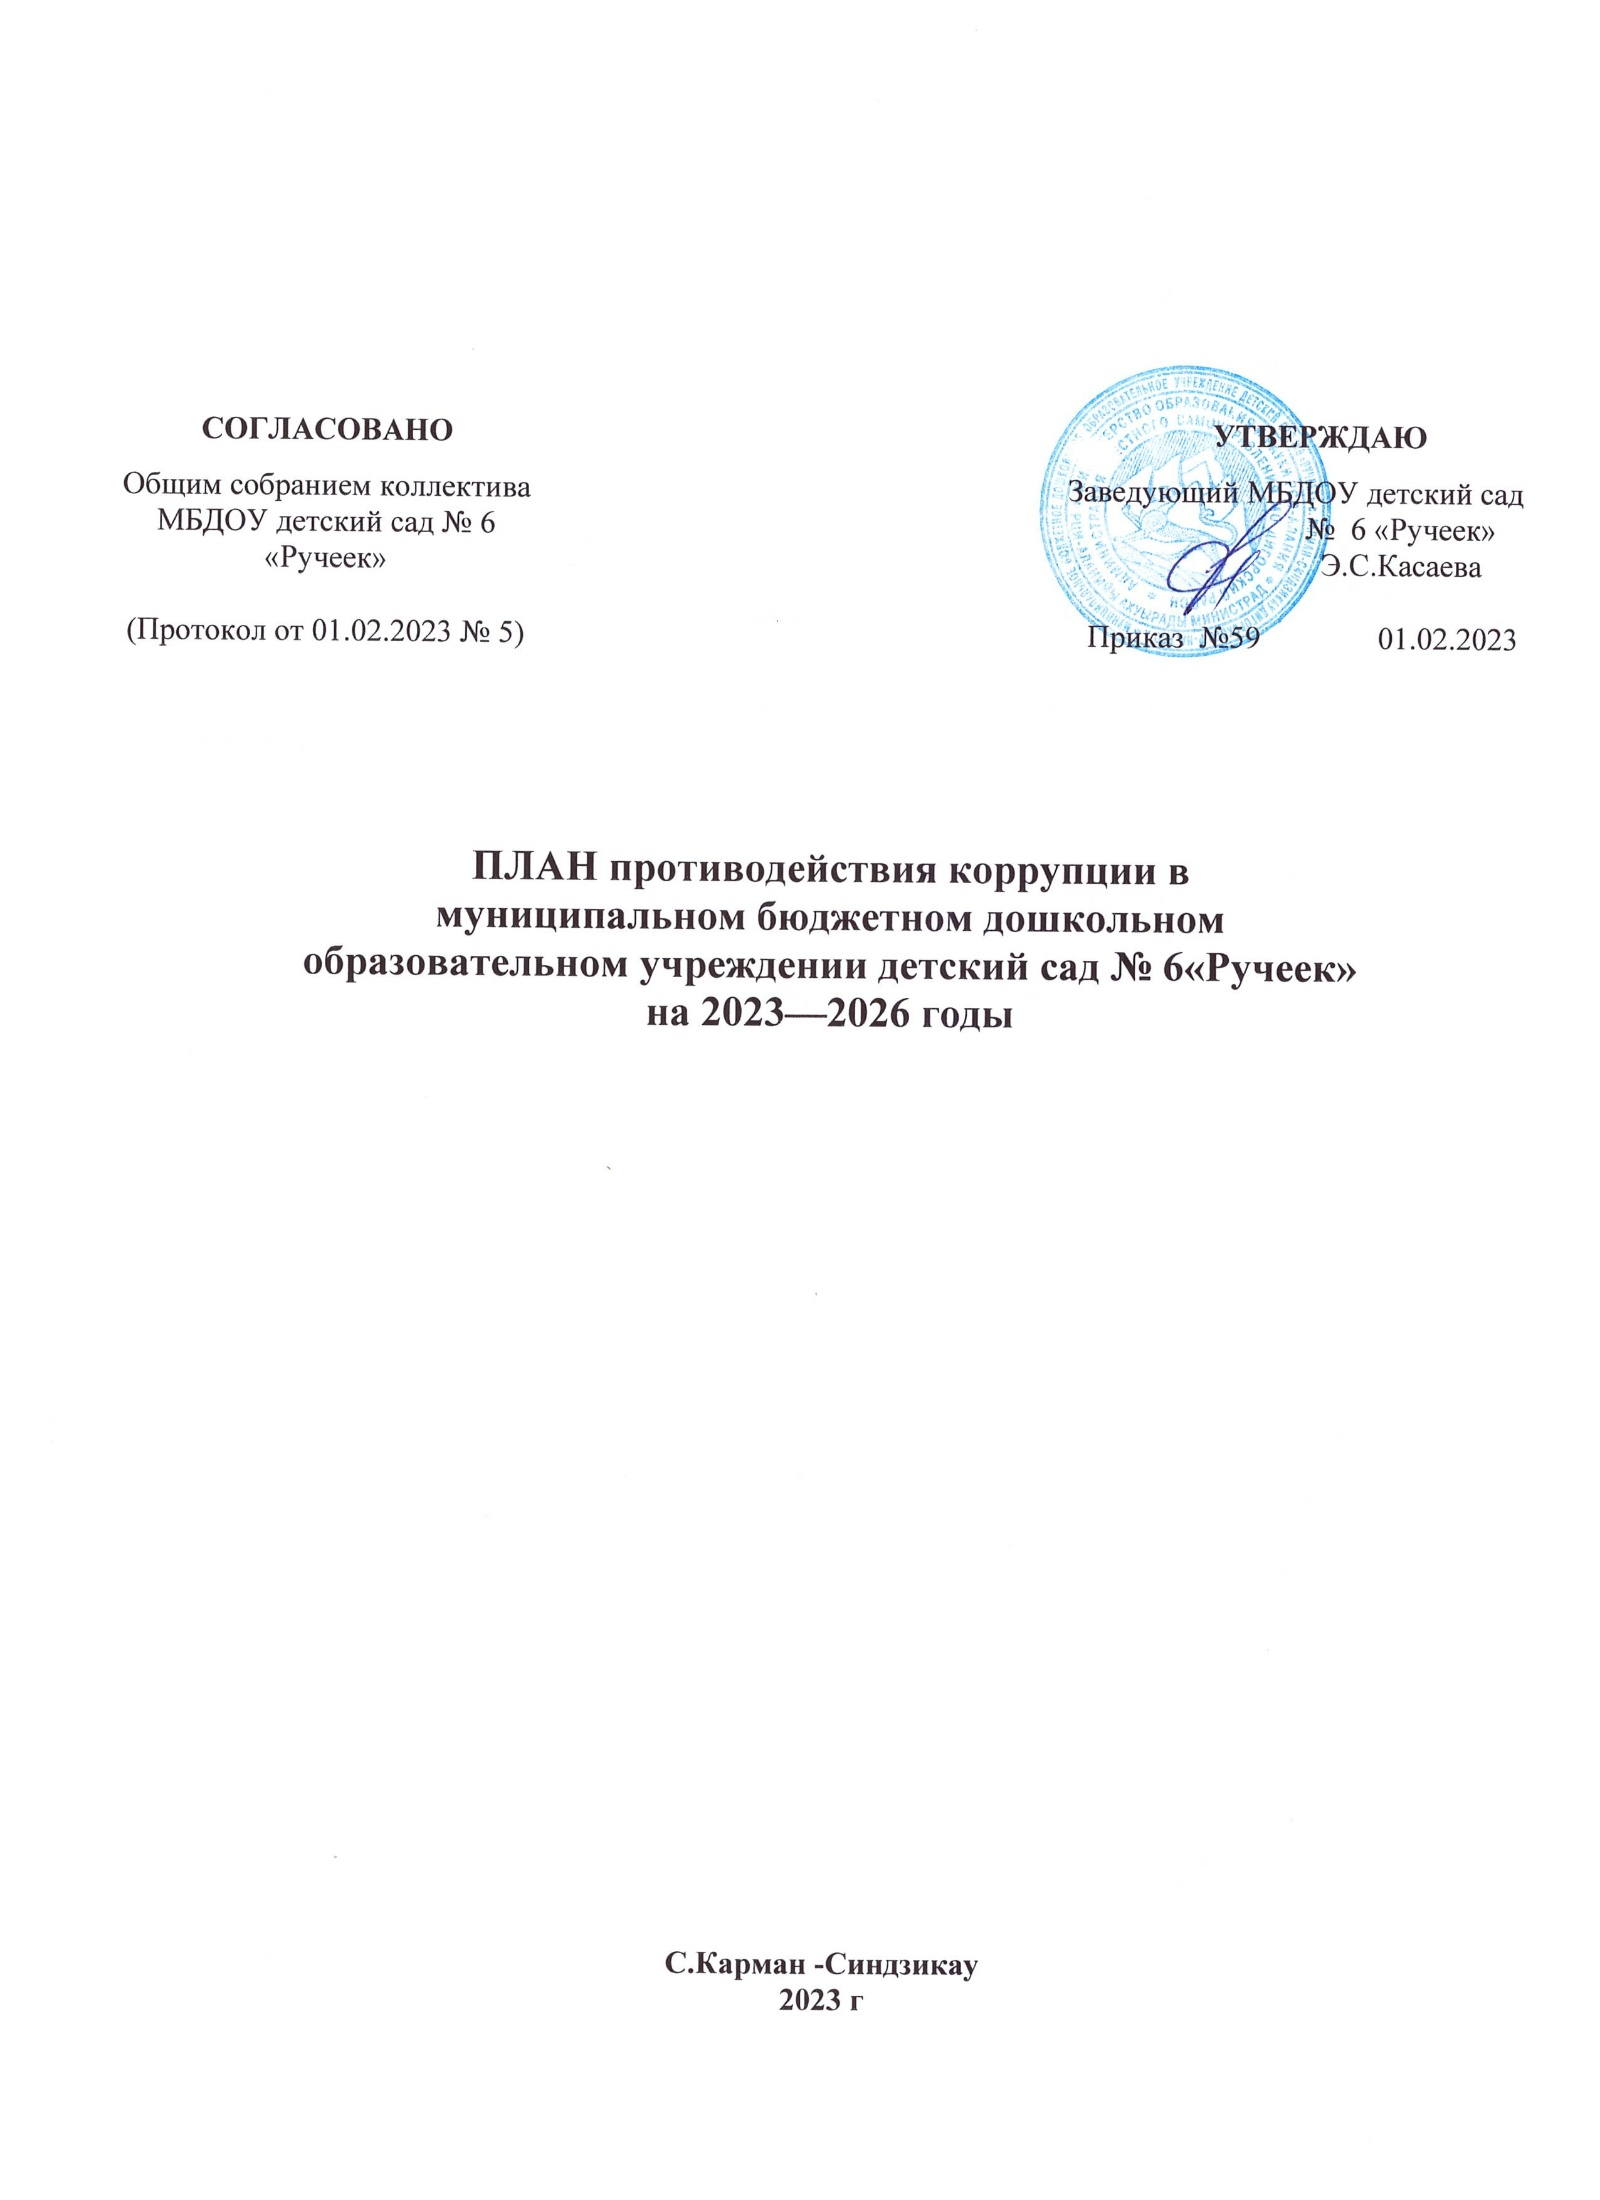 СОГЛАСОВАНО
Общим собранием коллектива
МБДОУ детский сад № 6
«Ручеек»
(Протокол от 01.02.2023 № 5)
УТВЕРЖДАЮ
Заведующий МБДОУ детский сад
№ 6 «Ручеек»
Э.С.Касаева
Приказ №59 01.02.2023
ПЛАН противодействия коррупции в
муниципальном бюджетном дошкольном
образовательном учреждении детский сад № 6«Ручеек»
на 2023—2026 годы
С.Карман -Синдзикау
2023 г